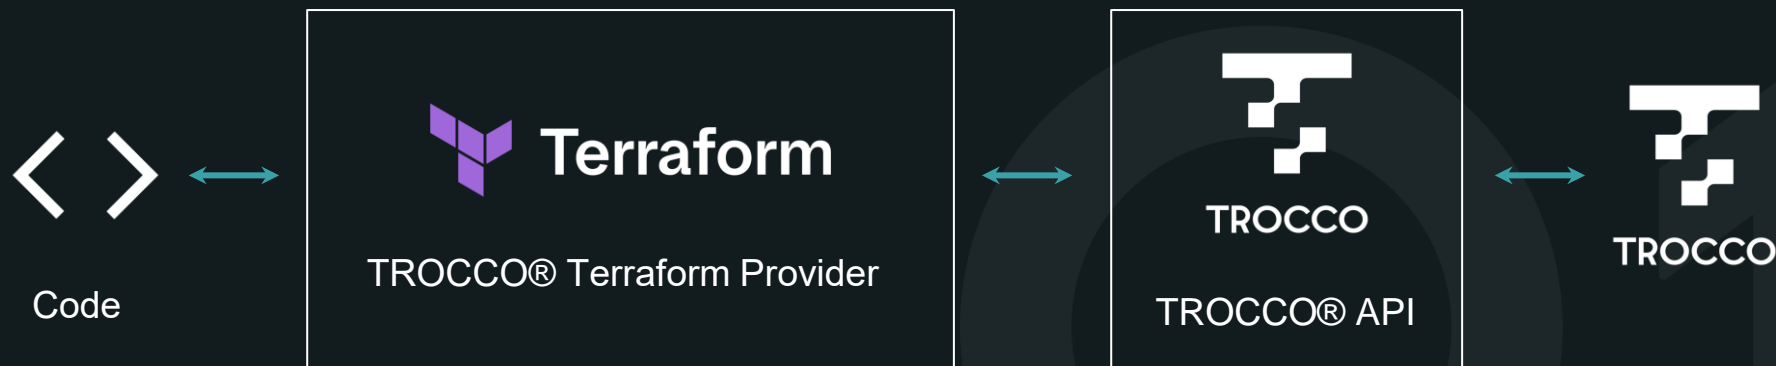 Code
Terraform
TROCCO® Terraform Provider
TROCCO
TROCCO® API
TROCCO